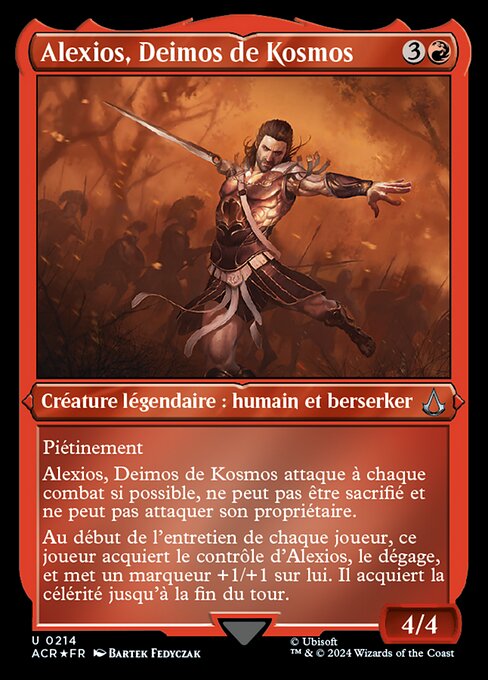 Alexios, Deimos de Kosmos
3
Créature légendaire : humain et berserker
Piétinement
Alexios, Deimos de Kosmos attaque à chaque
combat si possible, ne peut pas être sacrifié et
ne peut pas attaquer son propriétaire.
Au début de l'entretien de chaque joueur, ce
joueur acquiert le contrôle d'Alexios, le dégage,
et met un marqueur +1/+1 sur lui. Il acquiert la
célérité jusqu'à la fin du tour.
4/4
U 0214
ACR★FR Bartek Fedyczak
© Ubisoft
™ & © 2024 Wizards of the Coast